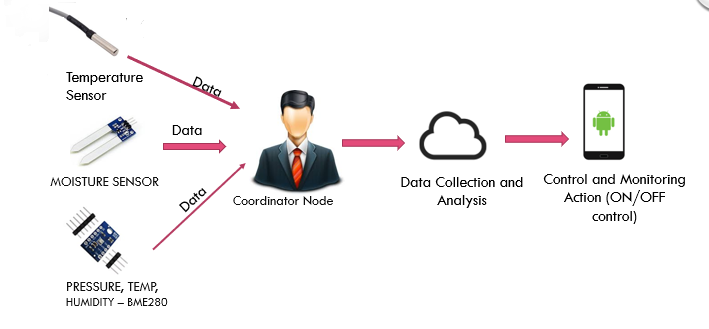 Temperature
Sensor
Data
Data
MOISTURE SENSOR
Data
PRESSURE, TEMP,
HUMIDITY – BME280
Coordinator Node
Data Collection and
Analysis
Control and Monitoring
Action (ON/OFF
control)